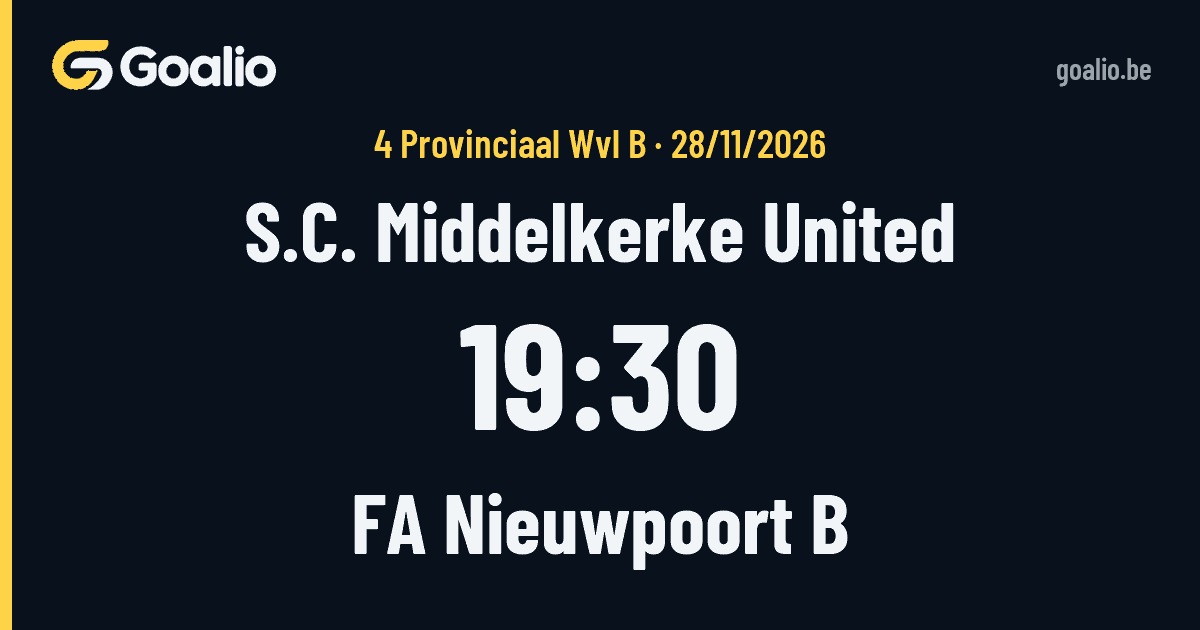 Goalio
goalio.be
4 Provinciaal Wvl B · 28/11/2026
S.C. Middelkerke United
19:30
FA Nieuwpoort B